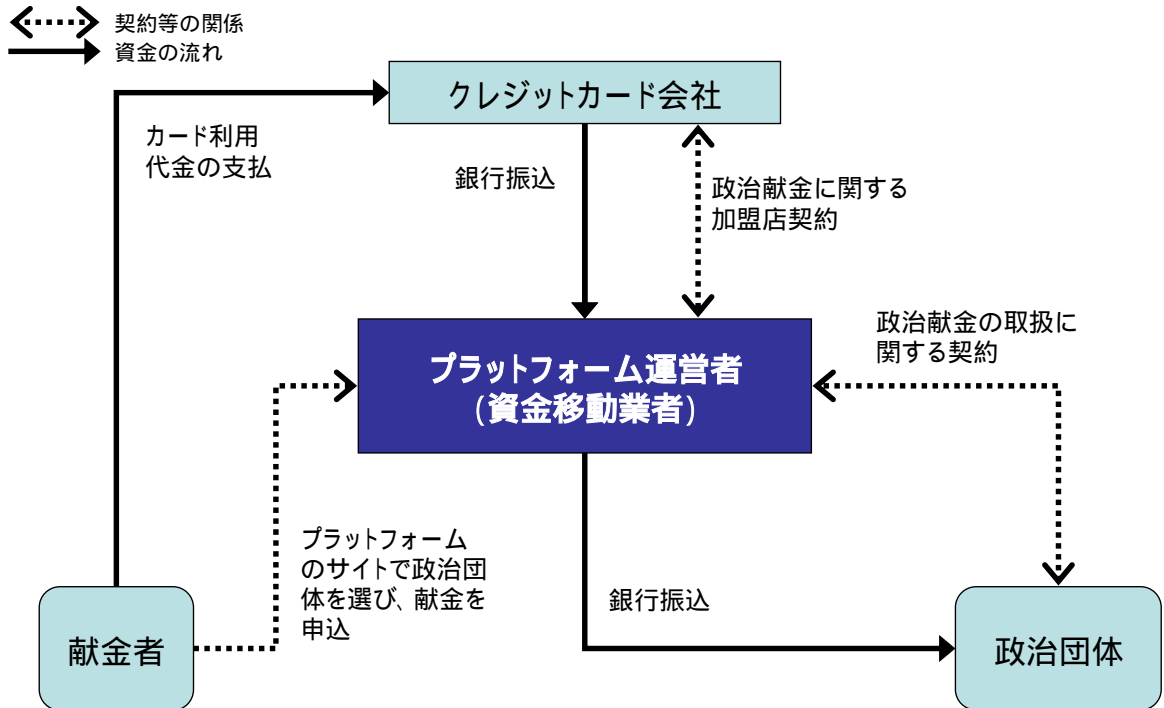 契約等の関係
資金の流れ
クレジットカード会社
カード利用
代金の支払
銀行振込
政治献金に関する
加盟店契約
政治献金の取扱に
関する契約
プラットフォーム運営者
(資金移動業者)
プラットフォーム
のサイトで政治団
体を選び、献金を
申込
銀行振込
献金者
政治団体